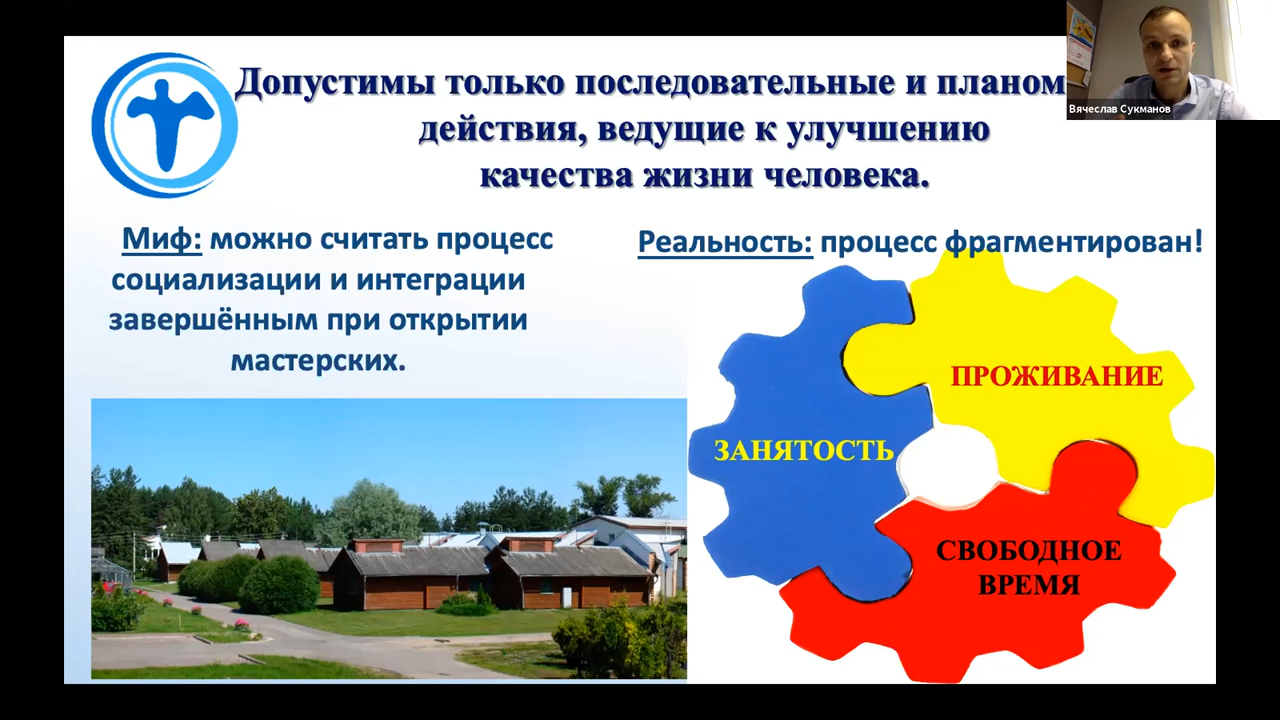 Допустимы только последовательные и
действия, ведущие к улучшению
качества жизни человека.
Вячеслав Сукманов
Миф: можно считать процесс
социализации и интеграции
завершённым при открытии
мастерских.
Реальность: процесс фрагментирован!
ПРОЖИВАНИЕ
ЗАНЯТОСТЬ
СВОБОДНОЕ
ВРЕМЯ